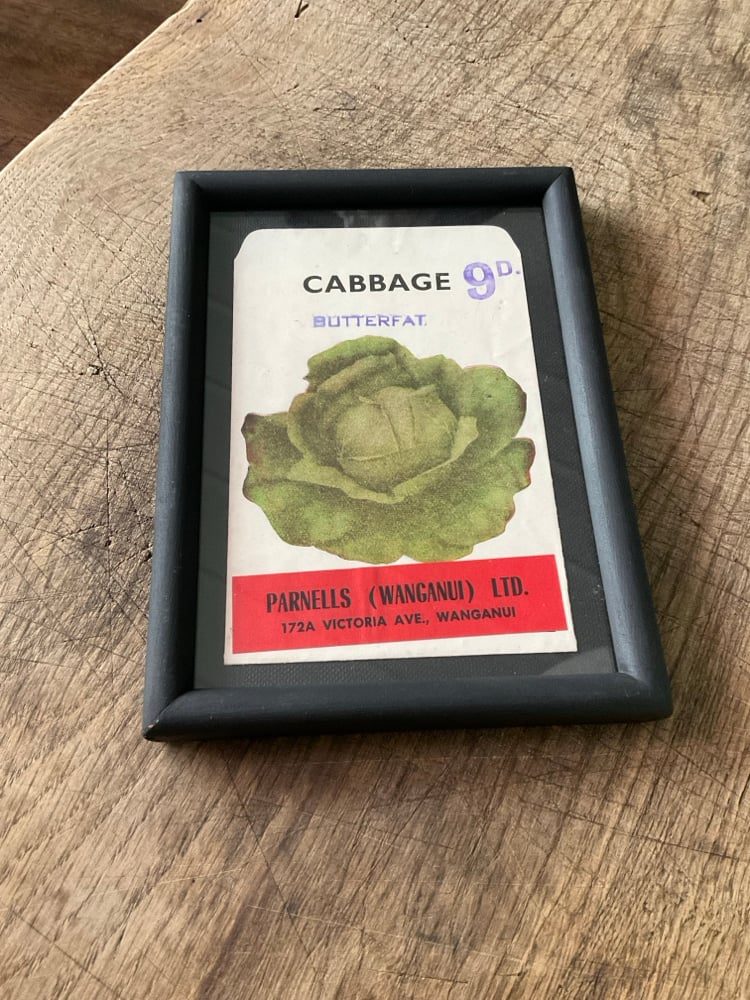 CABBAGE 9D.
BUTTERFAT.
PARNELLS (WANGANUI) LTD.
172A VICTORIA AVE., WANGANUI